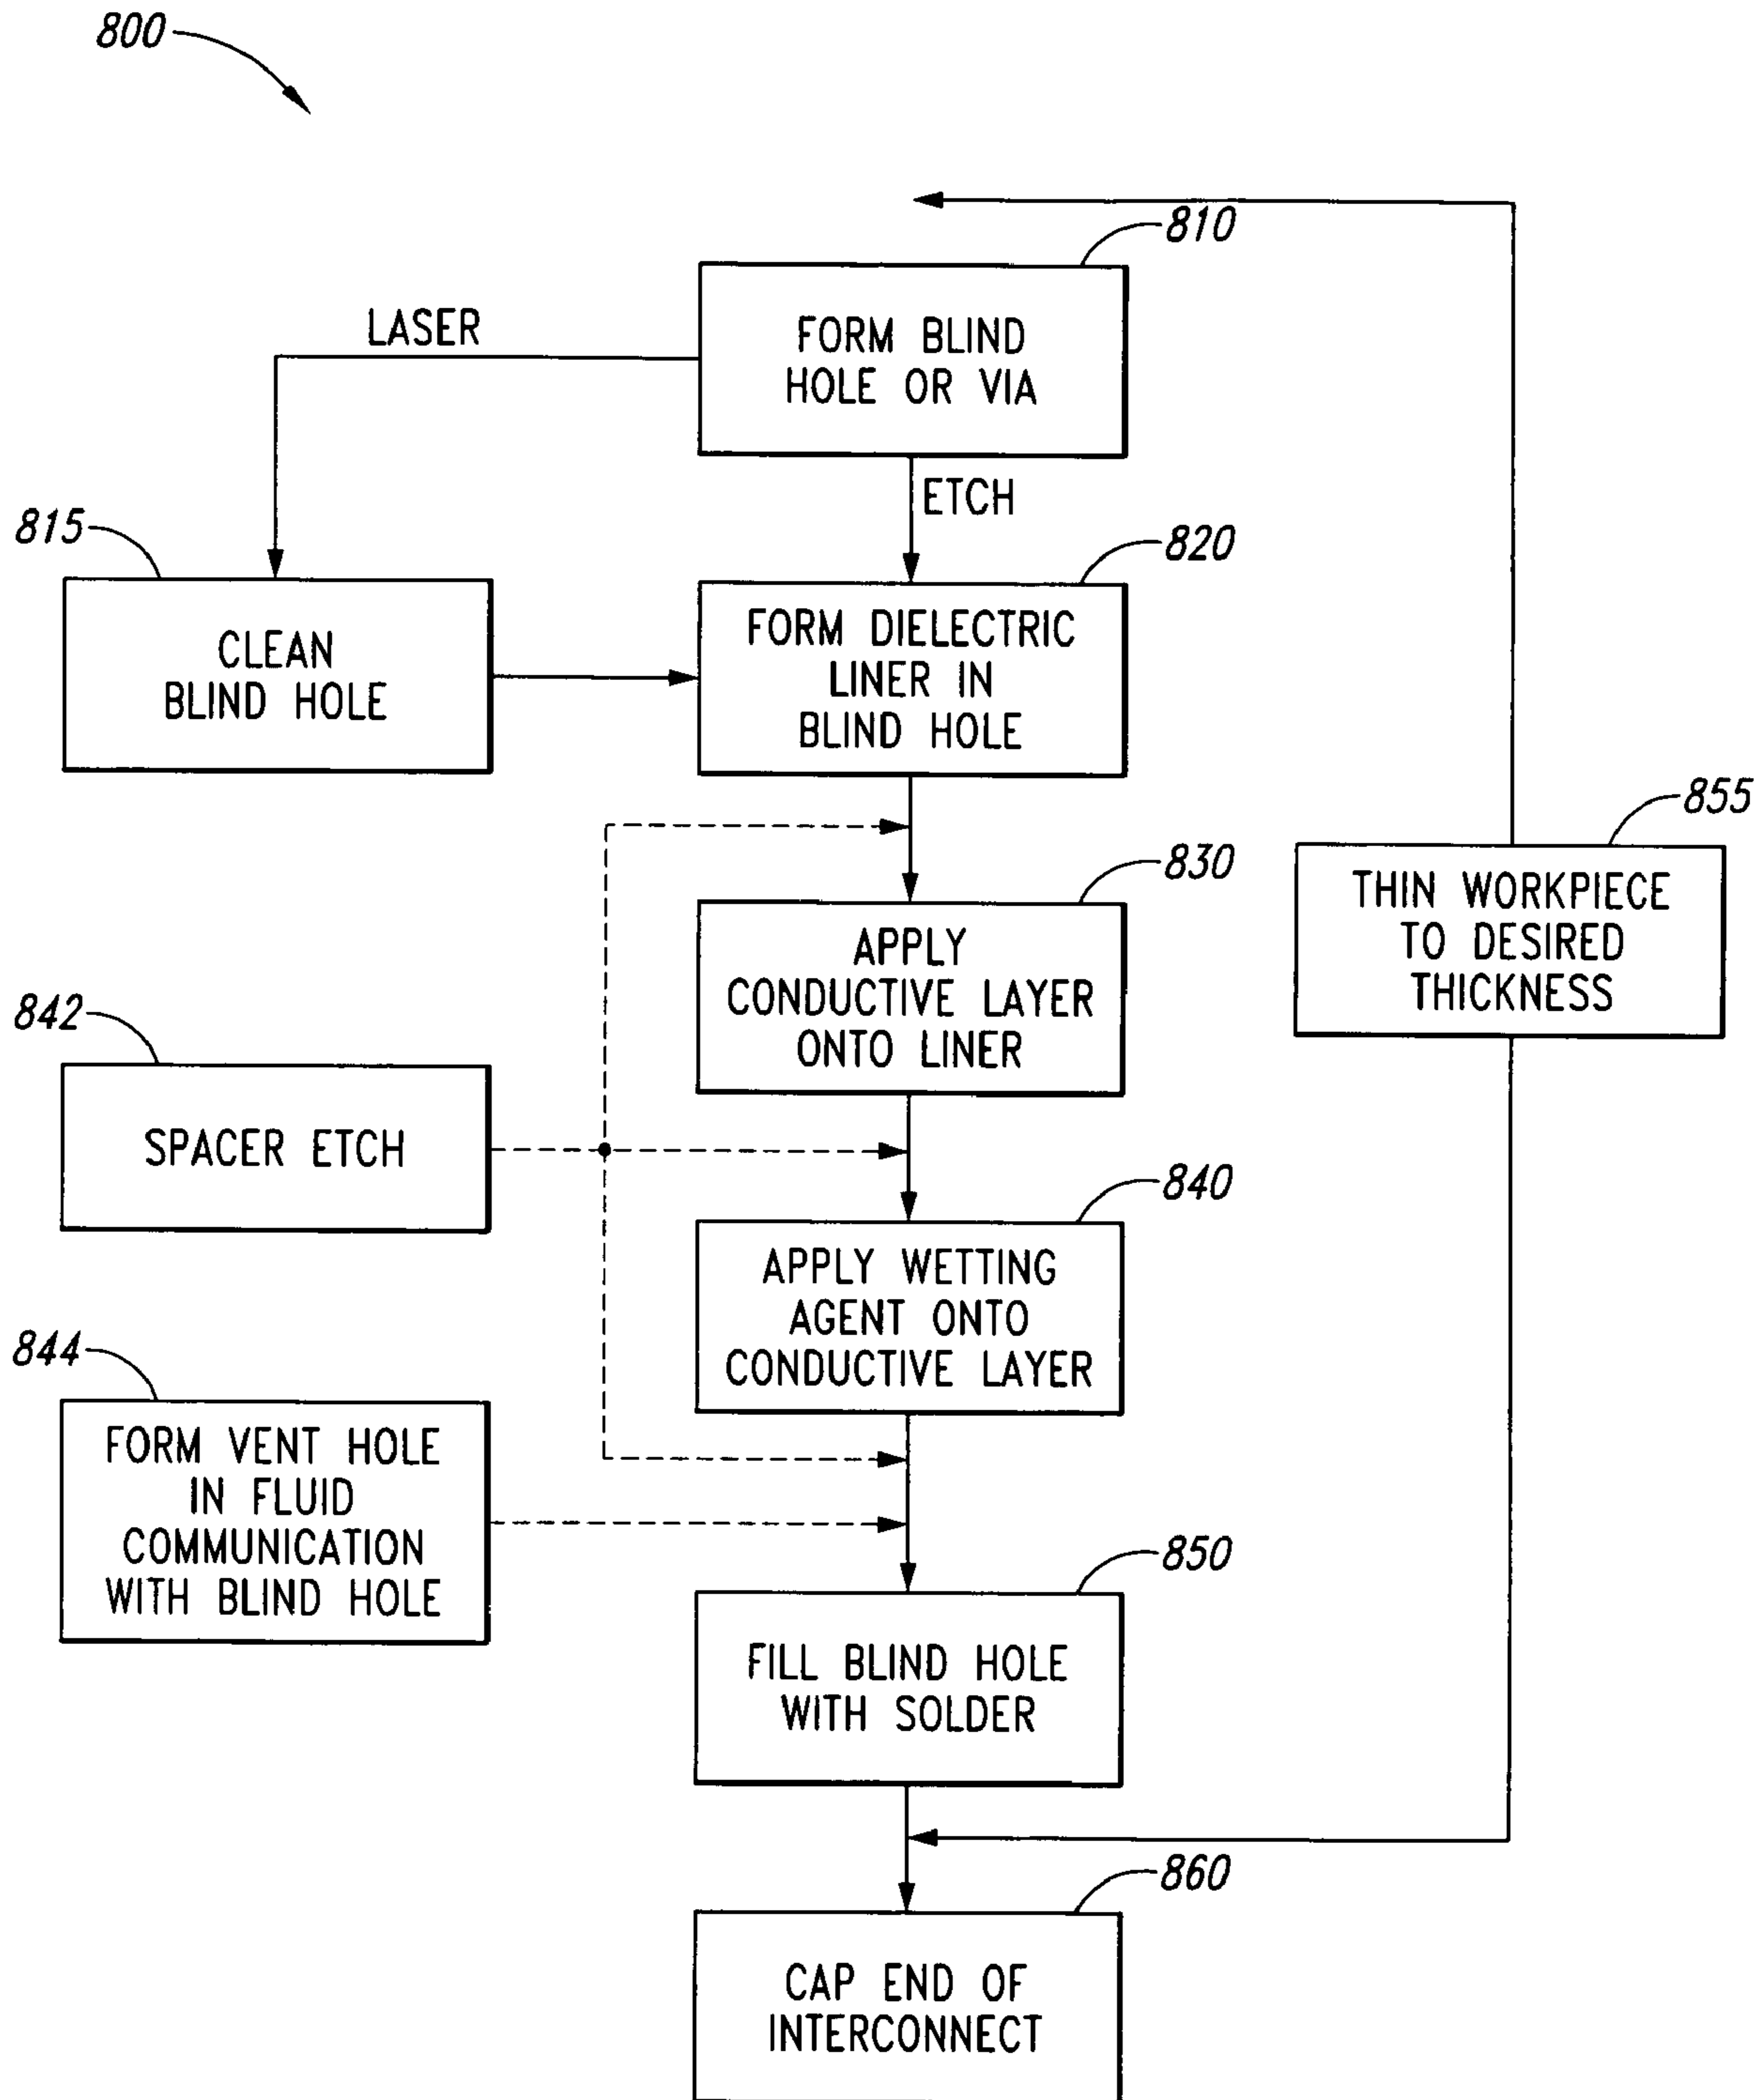 800
810
LASER
FORM BLIND
HOLE OR VIA
ETCH
815
CLEAN
BLIND HOLE
820
FORM DIELECTRIC
LINER IN
BLIND HOLE
855
THIN WORKPIECE
TO DESIRED
THICKNESS
830
APPLY
CONDUCTIVE LAYER
ONTO LINER
842
SPACER ETCH
840
APPLY WETTING
AGENT ONTO
CONDUCTIVE LAYER
844
FORM VENT HOLE
IN FLUID
COMMUNICATION
WITH BLIND HOLE
850
FILL BLIND HOLE
WITH SOLDER
860
CAP END OF
INTERCONNECT